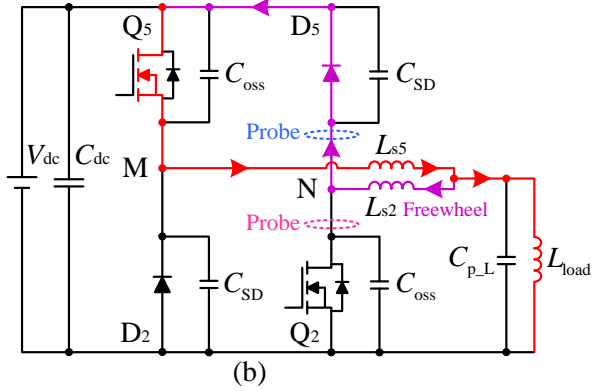 Q5 D5
Coss CSD
Probe
Vdc Cdc
M Ls5
N Ls2 Freewheel
Probe
Cp_L Lload
CSD Coss
D2 Q2
(b)